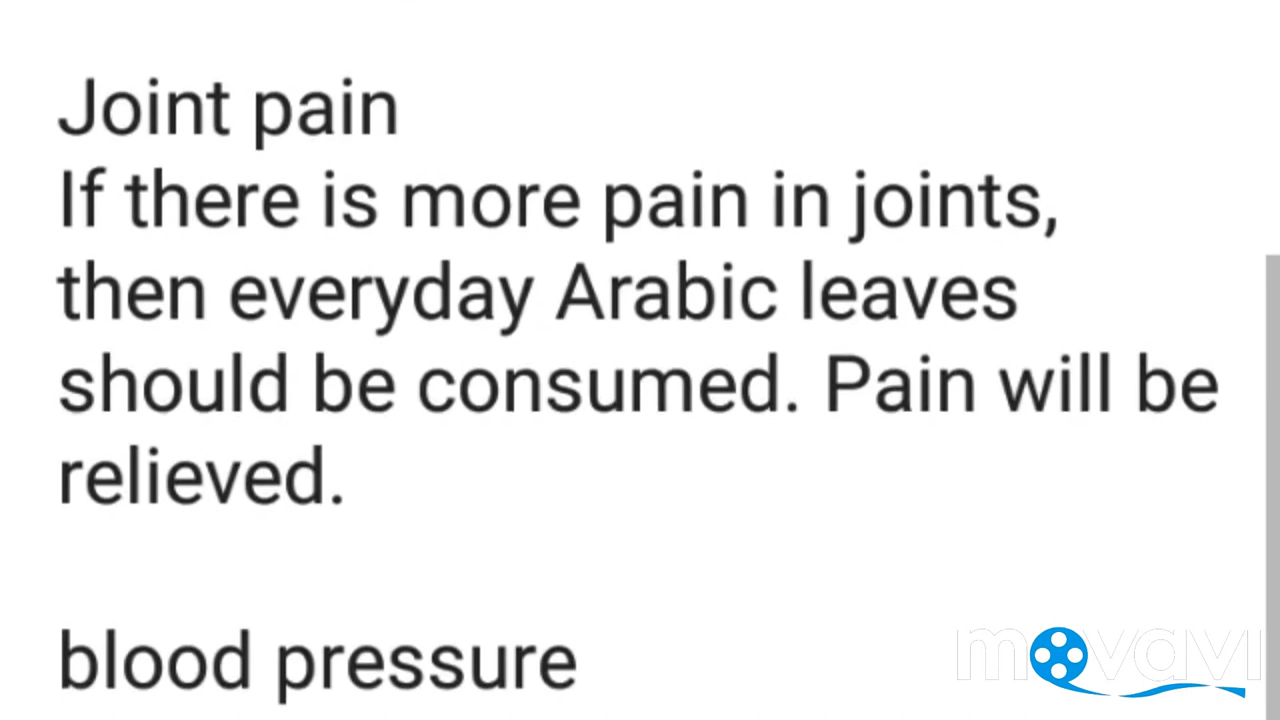 Joint pain
If there is more pain in joints,
then everyday Arabic leaves
should be consumed. Pain will be
relieved.
blood pressure
movavi